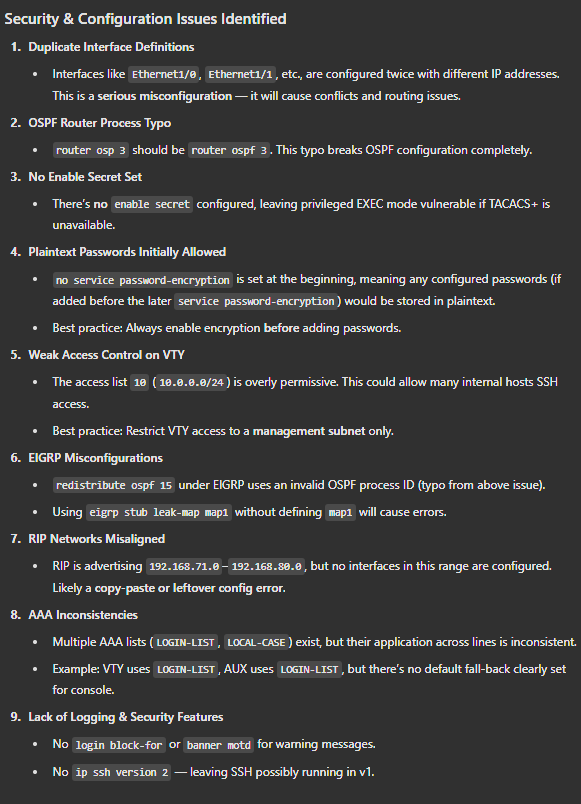 Security & Configuration Issues Identified
1. Duplicate Interface Definitions
• Interfaces like Ethernet1/0, Ethernet1/1, etc., are configured twice with different IP addresses.
This is a serious misconfiguration — it will cause conflicts and routing issues.
2. OSPF Router Process Typo
• router osp 3 should be router ospf 3. This typo breaks OSPF configuration completely.
3. No Enable Secret Set
• There's no enable secret configured, leaving privileged EXEC mode vulnerable if TACACS+ is
unavailable.
4. Plaintext Passwords Initially Allowed
• no service password-encryption is set at the beginning, meaning any configured passwords (if
added before the later service password-encryption) would be stored in plaintext.
• Best practice: Always enable encryption before adding passwords.
5. Weak Access Control on VTY
• The access list 10 (10.0.0.0/24) is overly permissive. This could allow many internal hosts SSH
access.
• Best practice: Restrict VTY access to a management subnet only.
6. EIGRP Misconfigurations
• redistribute ospf 15 under EIGRP uses an invalid OSPF process ID (typo from above issue).
• Using eigrp stub leak-map map1 without defining map1 will cause errors.
7. RIP Networks Misaligned
• RIP is advertising 192.168.71.0–192.168.80.0, but no interfaces in this range are configured.
Likely a copy-paste or leftover config error.
8. AAA Inconsistencies
• Multiple AAA lists (LOGIN-LIST, LOCAL-CASE) exist, but their application across lines is inconsistent.
• Example: VTY uses LOGIN-LIST, AUX uses LOGIN-LIST, but there's no default fall-back clearly set
for console.
9. Lack of Logging & Security Features
• No login block-for or banner motd for warning messages.
• No ip ssh version 2 — leaving SSH possibly running in v1.